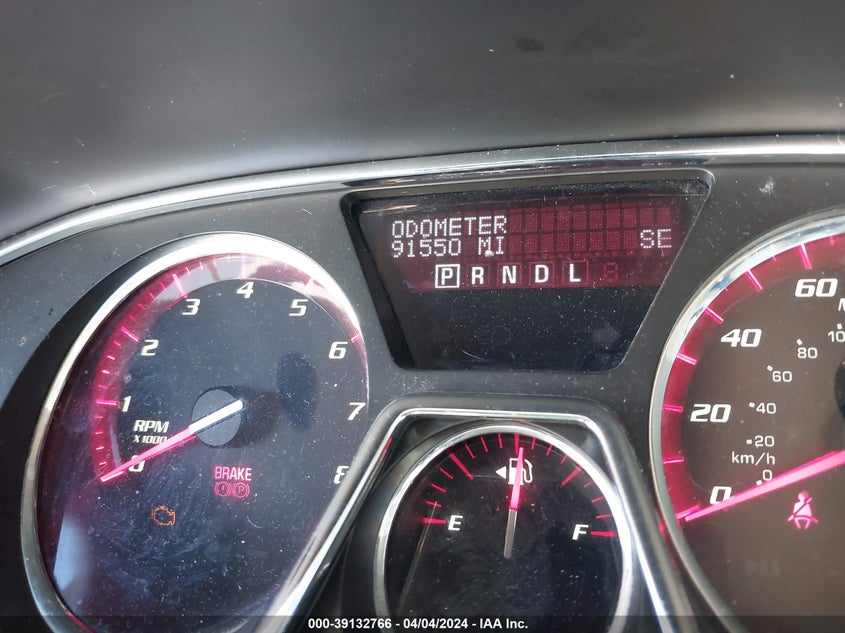 ODOMETER
91550 MI SE
P R N D L
0 1 2 3 4 5 6 7 8
RPM
X1000
BRAKE
P
E F
0 20 40 60
0 20 40 60 80
km/h
000-39132766 - 04/04/2024 - IAA Inc.